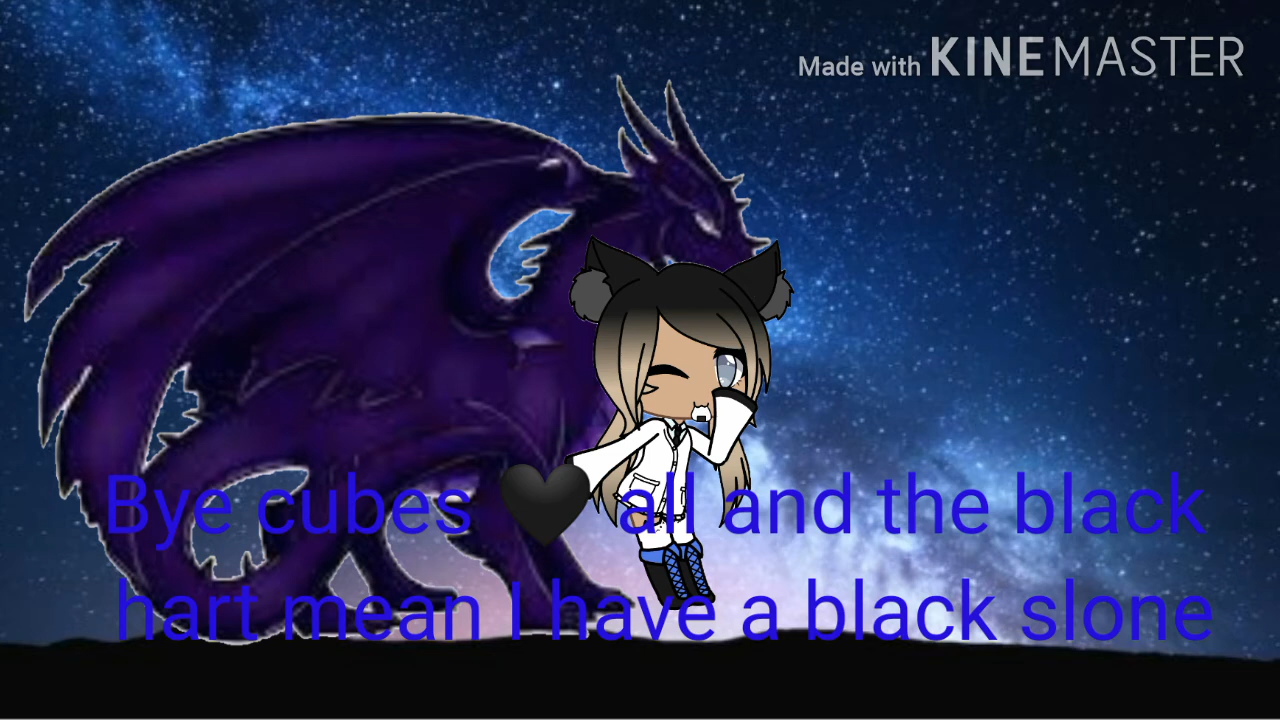 Made with KINEMASTER
Bye cubes 🖤 all and the black
hart mean I have a black slone